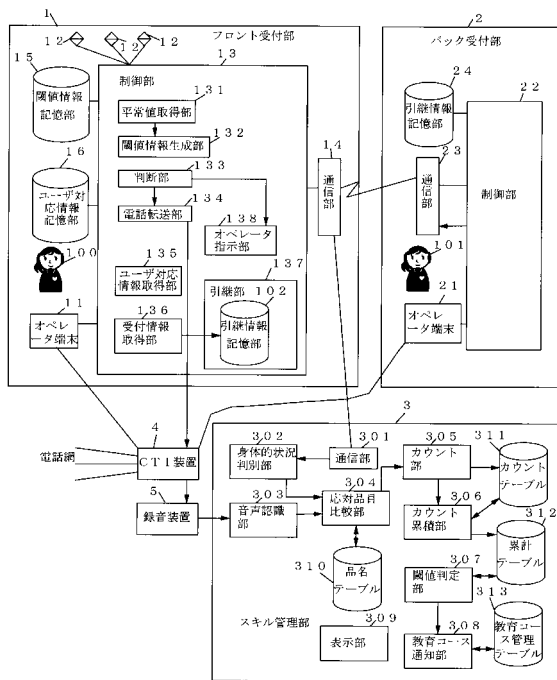 1
フロント受付部
12
12
12
13
15
閾値情報
記憶部
制御部
131
平常値取得部
132
閾値情報生成部
133
判断部
134
電話転送部
138
オペレータ
指示部
16
ユーザ対
応情報
記憶部
100
135
ユーザ対応情
報取得部
137
引継部
102
引継情報
記憶部
136
受付情報
取得部
11
オペレ
ータ端末
14
通信部
2
バック受付部
24
引継情報
記憶部
22
制御部
23
通信部
101
21
オペレ
ータ端末
4
電話網
CTI装置
5
録音装置
3
302
身体的状況
判別部
301
通信部
303
音声認識
部
304
応対品目
比較部
305
カウント
部
311
カウント
テーブル
306
カウント
累積部
312
累計
テーブル
310
品名
テーブル
307
閾値判定
部
313
教育コー
ス管理
テーブル
308
教育コース
通知部
スキル管理部
309
表示部